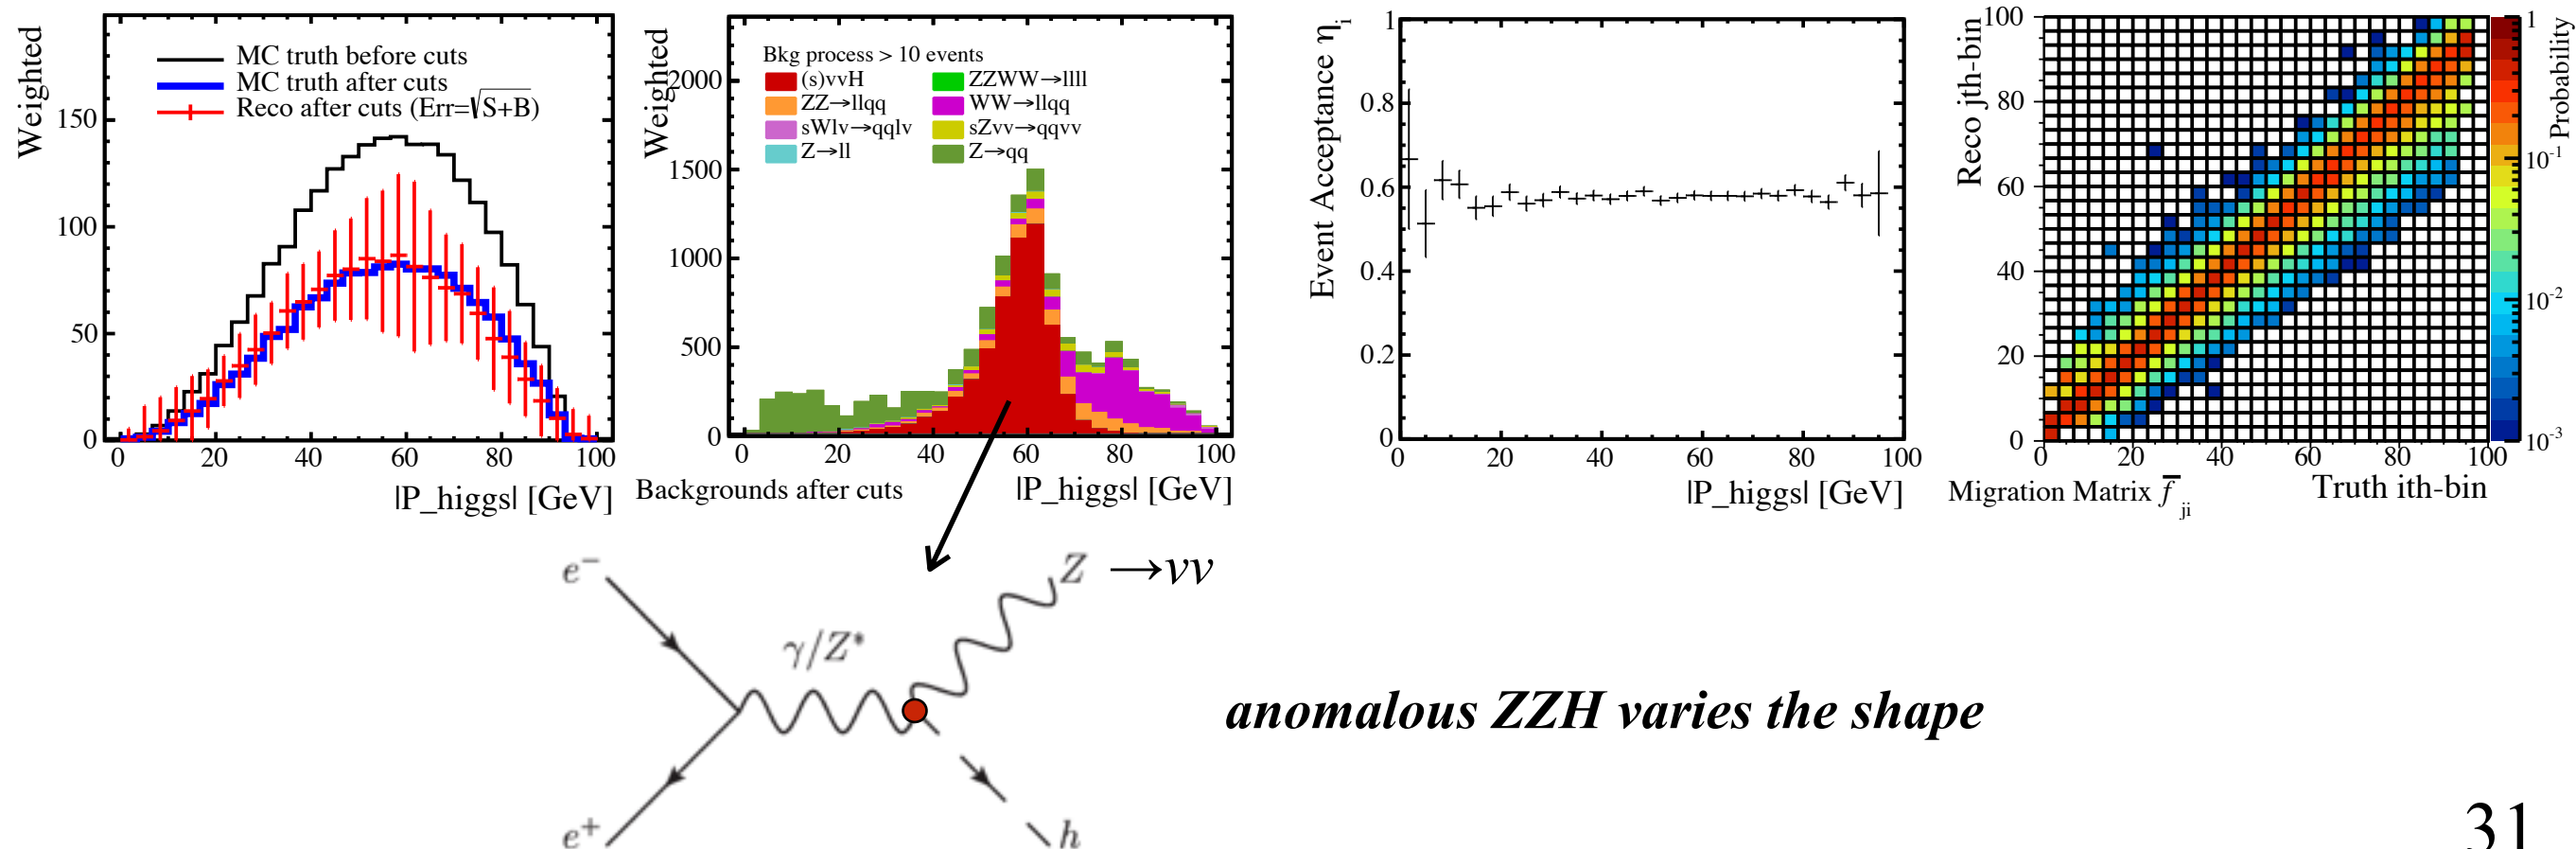 Weighted
MC truth before cuts
MC truth after cuts
Reco after cuts (Err=√S+B)
150
100
50
0
0 20 40 60 80 100
|P_higgs| [GeV]
Weighted
Bkg process > 10 events
(s)vvH ZZWW→llll
ZZ→llqq WW→llqq
sWlv→qqlv sZvv→qqvv
Z→ll Z→qq
2000
1500
1000
500
0
0 20 40 60 80 100
Backgrounds after cuts |P_higgs| [GeV]
Event Acceptance η_i
1
0.8
0.6
0.4
0.2
0
0 20 40 60 80 100
|P_higgs| [GeV]
Reco jth-bin
100
80
60
40
20
0
0 20 40 60 80 100
Migration Matrix f̄_ji Truth ith-bin
Probability
1
10⁻¹
10⁻²
10⁻³
e⁻
Z →νν
γ/Z*
e⁺
h
anomalous ZZH varies the shape
31